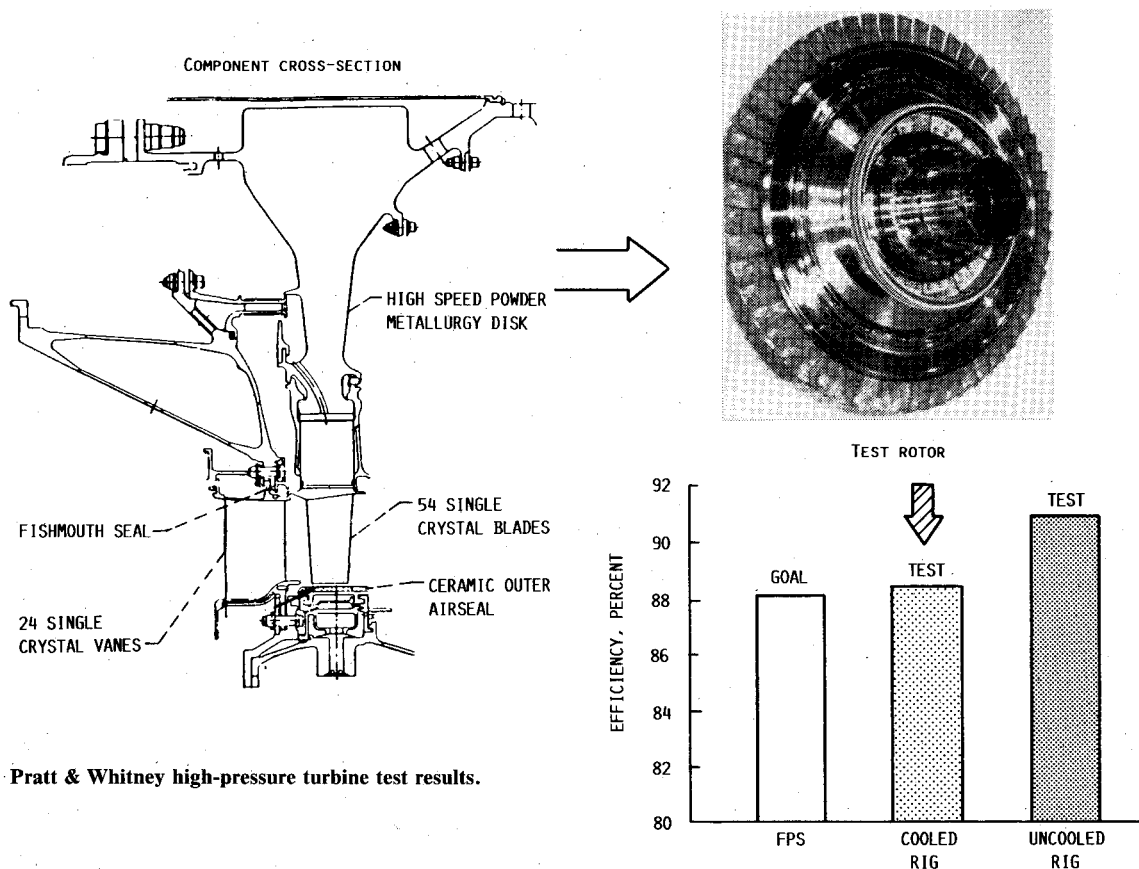 COMPONENT CROSS-SECTION
HIGH SPEED POWDER
METALLURGY DISK
FISHMOUTH SEAL
54 SINGLE
CRYSTAL BLADES
CERAMIC OUTER
AIRSEAL
24 SINGLE
CRYSTAL VANES
Pratt & Whitney high-pressure turbine test results.
TEST ROTOR
EFFICIENCY, PERCENT
92
90
88
86
84
82
80
GOAL
TEST
TEST
FPS
COOLED
RIG
UNCOOLED
RIG